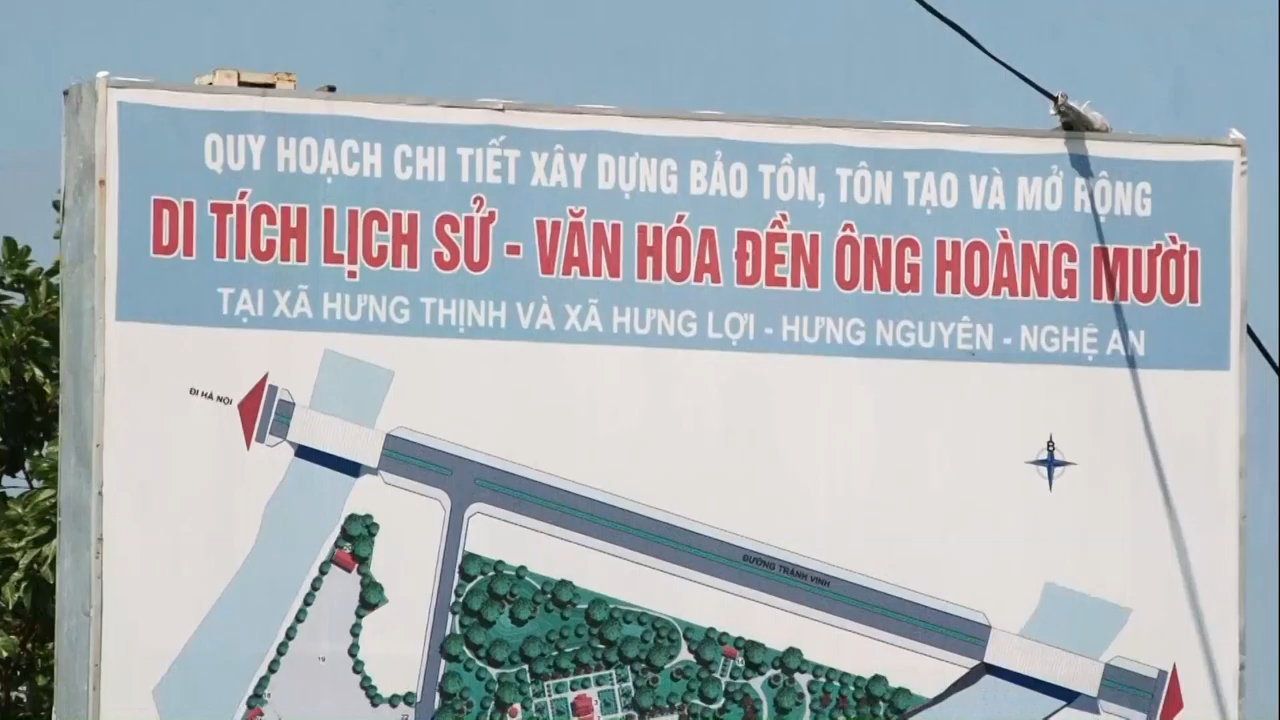 QUY HOẠCH CHI TIẾT XÂY DỰNG BẢO TỒN, TÔN TẠO VÀ MỞ RỘNG
DI TÍCH LỊCH SỬ - VĂN HÓA ĐỀN ÔNG HOÀNG MƯỜI
TẠI XÃ HƯNG THỊNH VÀ XÃ HƯNG LỢI - HƯNG NGUYÊN - NGHỆ AN
ĐI HÀ NỘI
B
ĐƯỜNG TRÁNH VINH
19
22